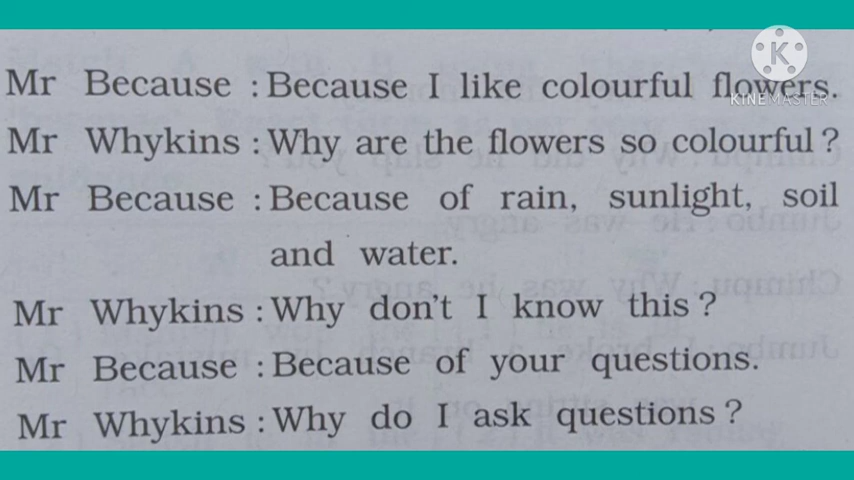 Mr Because : Because I like colourful flowers.
Mr Whykins : Why are the flowers so colourful ?
Mr Because : Because of rain, sunlight, soil
and water.
Mr Whykins : Why don't I know this ?
Mr Because : Because of your questions.
Mr Whykins : Why do I ask questions ?
K
KINEMASTER